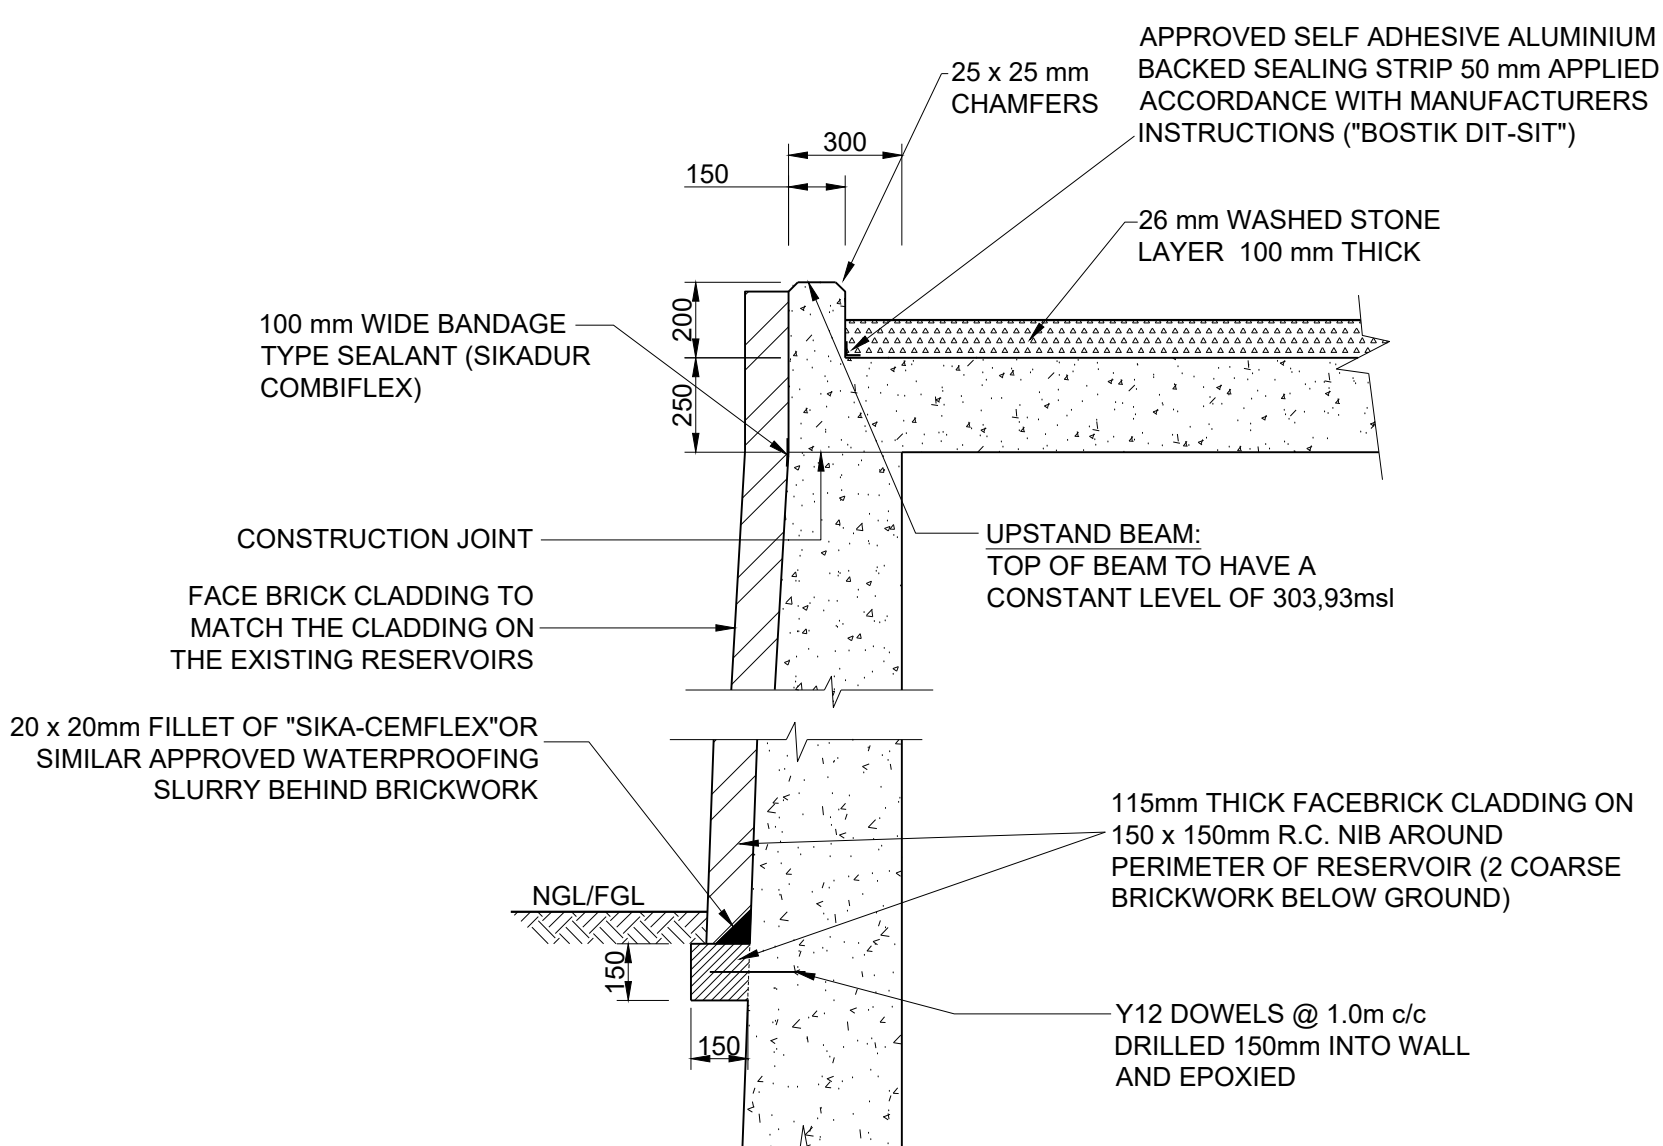 APPROVED SELF ADHESIVE ALUMINIUM
BACKED SEALING STRIP 50 mm APPLIED
ACCORDANCE WITH MANUFACTURERS
INSTRUCTIONS ("BOSTIK DIT-SIT")
25 x 25 mm
CHAMFERS
300
150
26 mm WASHED STONE
LAYER 100 mm THICK
200
250
100 mm WIDE BANDAGE
TYPE SEALANT (SIKADUR
COMBIFLEX)
CONSTRUCTION JOINT
UPSTAND BEAM:
TOP OF BEAM TO HAVE A
CONSTANT LEVEL OF 303,93msl
FACE BRICK CLADDING TO
MATCH THE CLADDING ON
THE EXISTING RESERVOIRS
20 x 20mm FILLET OF "SIKA-CEMFLEX"OR
SIMILAR APPROVED WATERPROOFING
SLURRY BEHIND BRICKWORK
115mm THICK FACEBRICK CLADDING ON
150 x 150mm R.C. NIB AROUND
PERIMETER OF RESERVOIR (2 COARSE
BRICKWORK BELOW GROUND)
NGL/FGL
150
150
Y12 DOWELS @ 1.0m c/c
DRILLED 150mm INTO WALL
AND EPOXIED